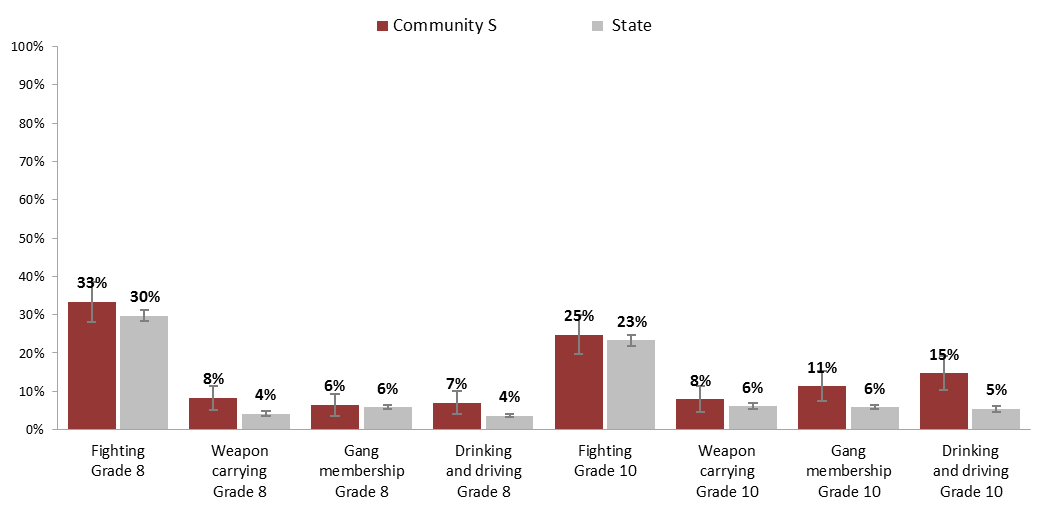 Community S
State
100%
90%
80%
70%
60%
50%
40%
30%
20%
10%
0%
33%
30%
8%
4%
6%
6%
7%
4%
25%
23%
8%
6%
11%
6%
15%
5%
Fighting
Grade 8
Weapon
carrying
Grade 8
Gang
membership
Grade 8
Drinking
and driving
Grade 8
Fighting
Grade 10
Weapon
carrying
Grade 10
Gang
membership
Grade 10
Drinking
and driving
Grade 10